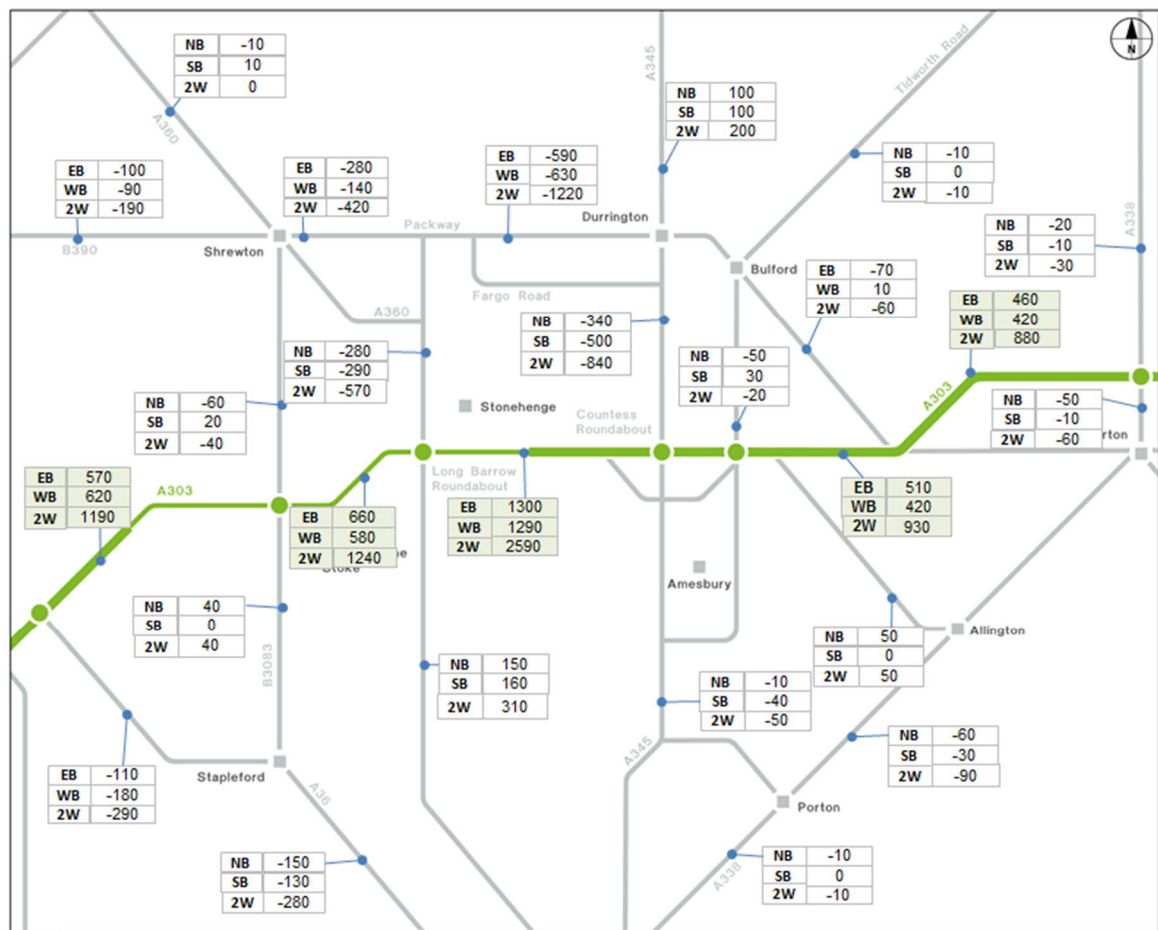 NB -10
SB 10
2W 0
A360
EB -100
WB -90
2W -190
B390
Shrewton
EB -280
WB -140
2W -420
Packway
EB -590
WB -630
2W -1220
Durrington
A345
NB 100
SB 100
2W 200
Tidworth Road
N
NB -10
SB 0
2W -10
A338
NB -20
SB -10
2W -30
Bulford
EB -70
WB 10
2W -60
EB 460
WB 420
2W 880
A303
Fargo Road
A360
NB -340
SB -500
2W -840
NB -280
SB -290
2W -570
NB -50
SB 30
2W -20
NB -60
SB 20
2W -40
Stonehenge
Countess
Roundabout
NB -50
SB -10
2W -60
erton
Long Barrow
Roundabout
EB 570
WB 620
2W 1190
A303
EB 660
WB 580
2W 1240
Stoke
EB 1300
WB 1290
2W 2590
EB 510
WB 420
2W 930
Amesbury
NB 40
SB 0
2W 40
B3083
Allington
NB 50
SB 0
2W 50
NB 150
SB 160
2W 310
NB -10
SB -40
2W -50
A345
NB -60
SB -30
2W -90
Stapleford
EB -110
WB -180
2W -290
A36
Porton
NB -150
SB -130
2W -280
A338
NB -10
SB 0
2W -10